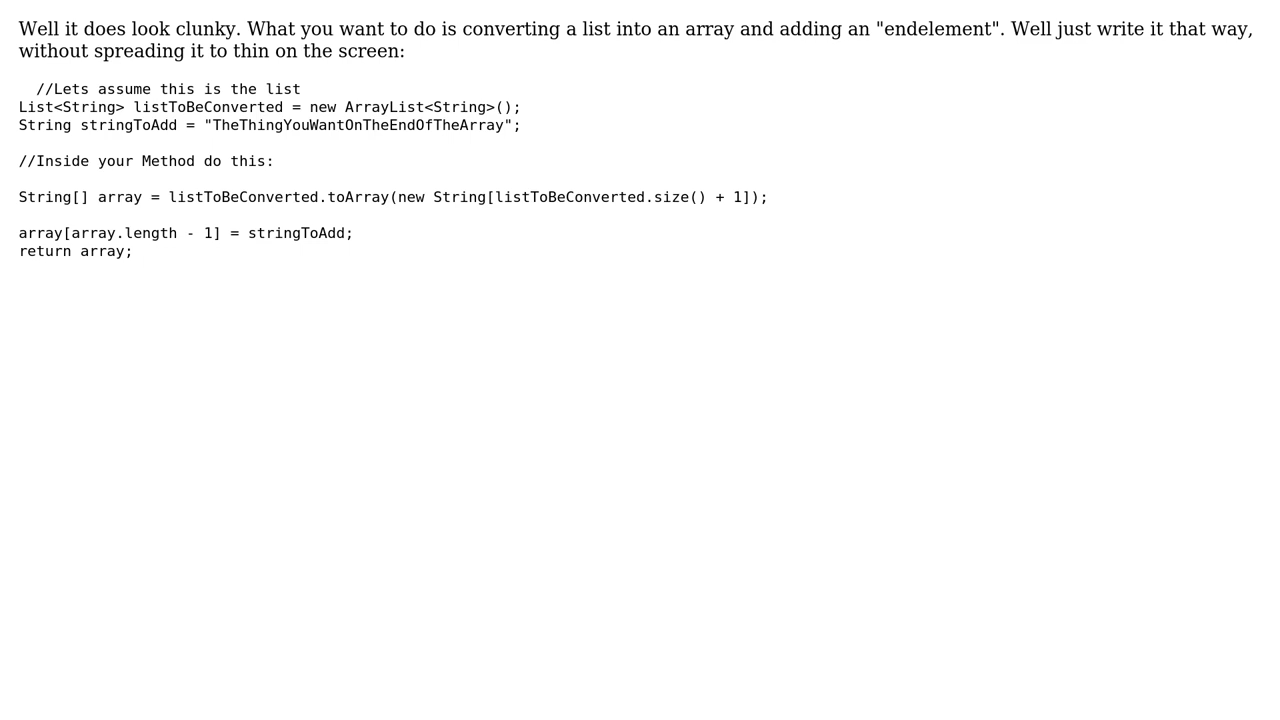 Well it does look clunky. What you want to do is converting a list into an array and adding an "endelement". Well just write it that way,
without spreading it to thin on the screen:
  //Lets assume this is the list
List<String> listToBeConverted = new ArrayList<String>();
String stringToAdd = "TheThingYouWantOnTheEndOfTheArray";
//Inside your Method do this:
String[] array = listToBeConverted.toArray(new String[listToBeConverted.size() + 1]);
array[array.length - 1] = stringToAdd;
return array;